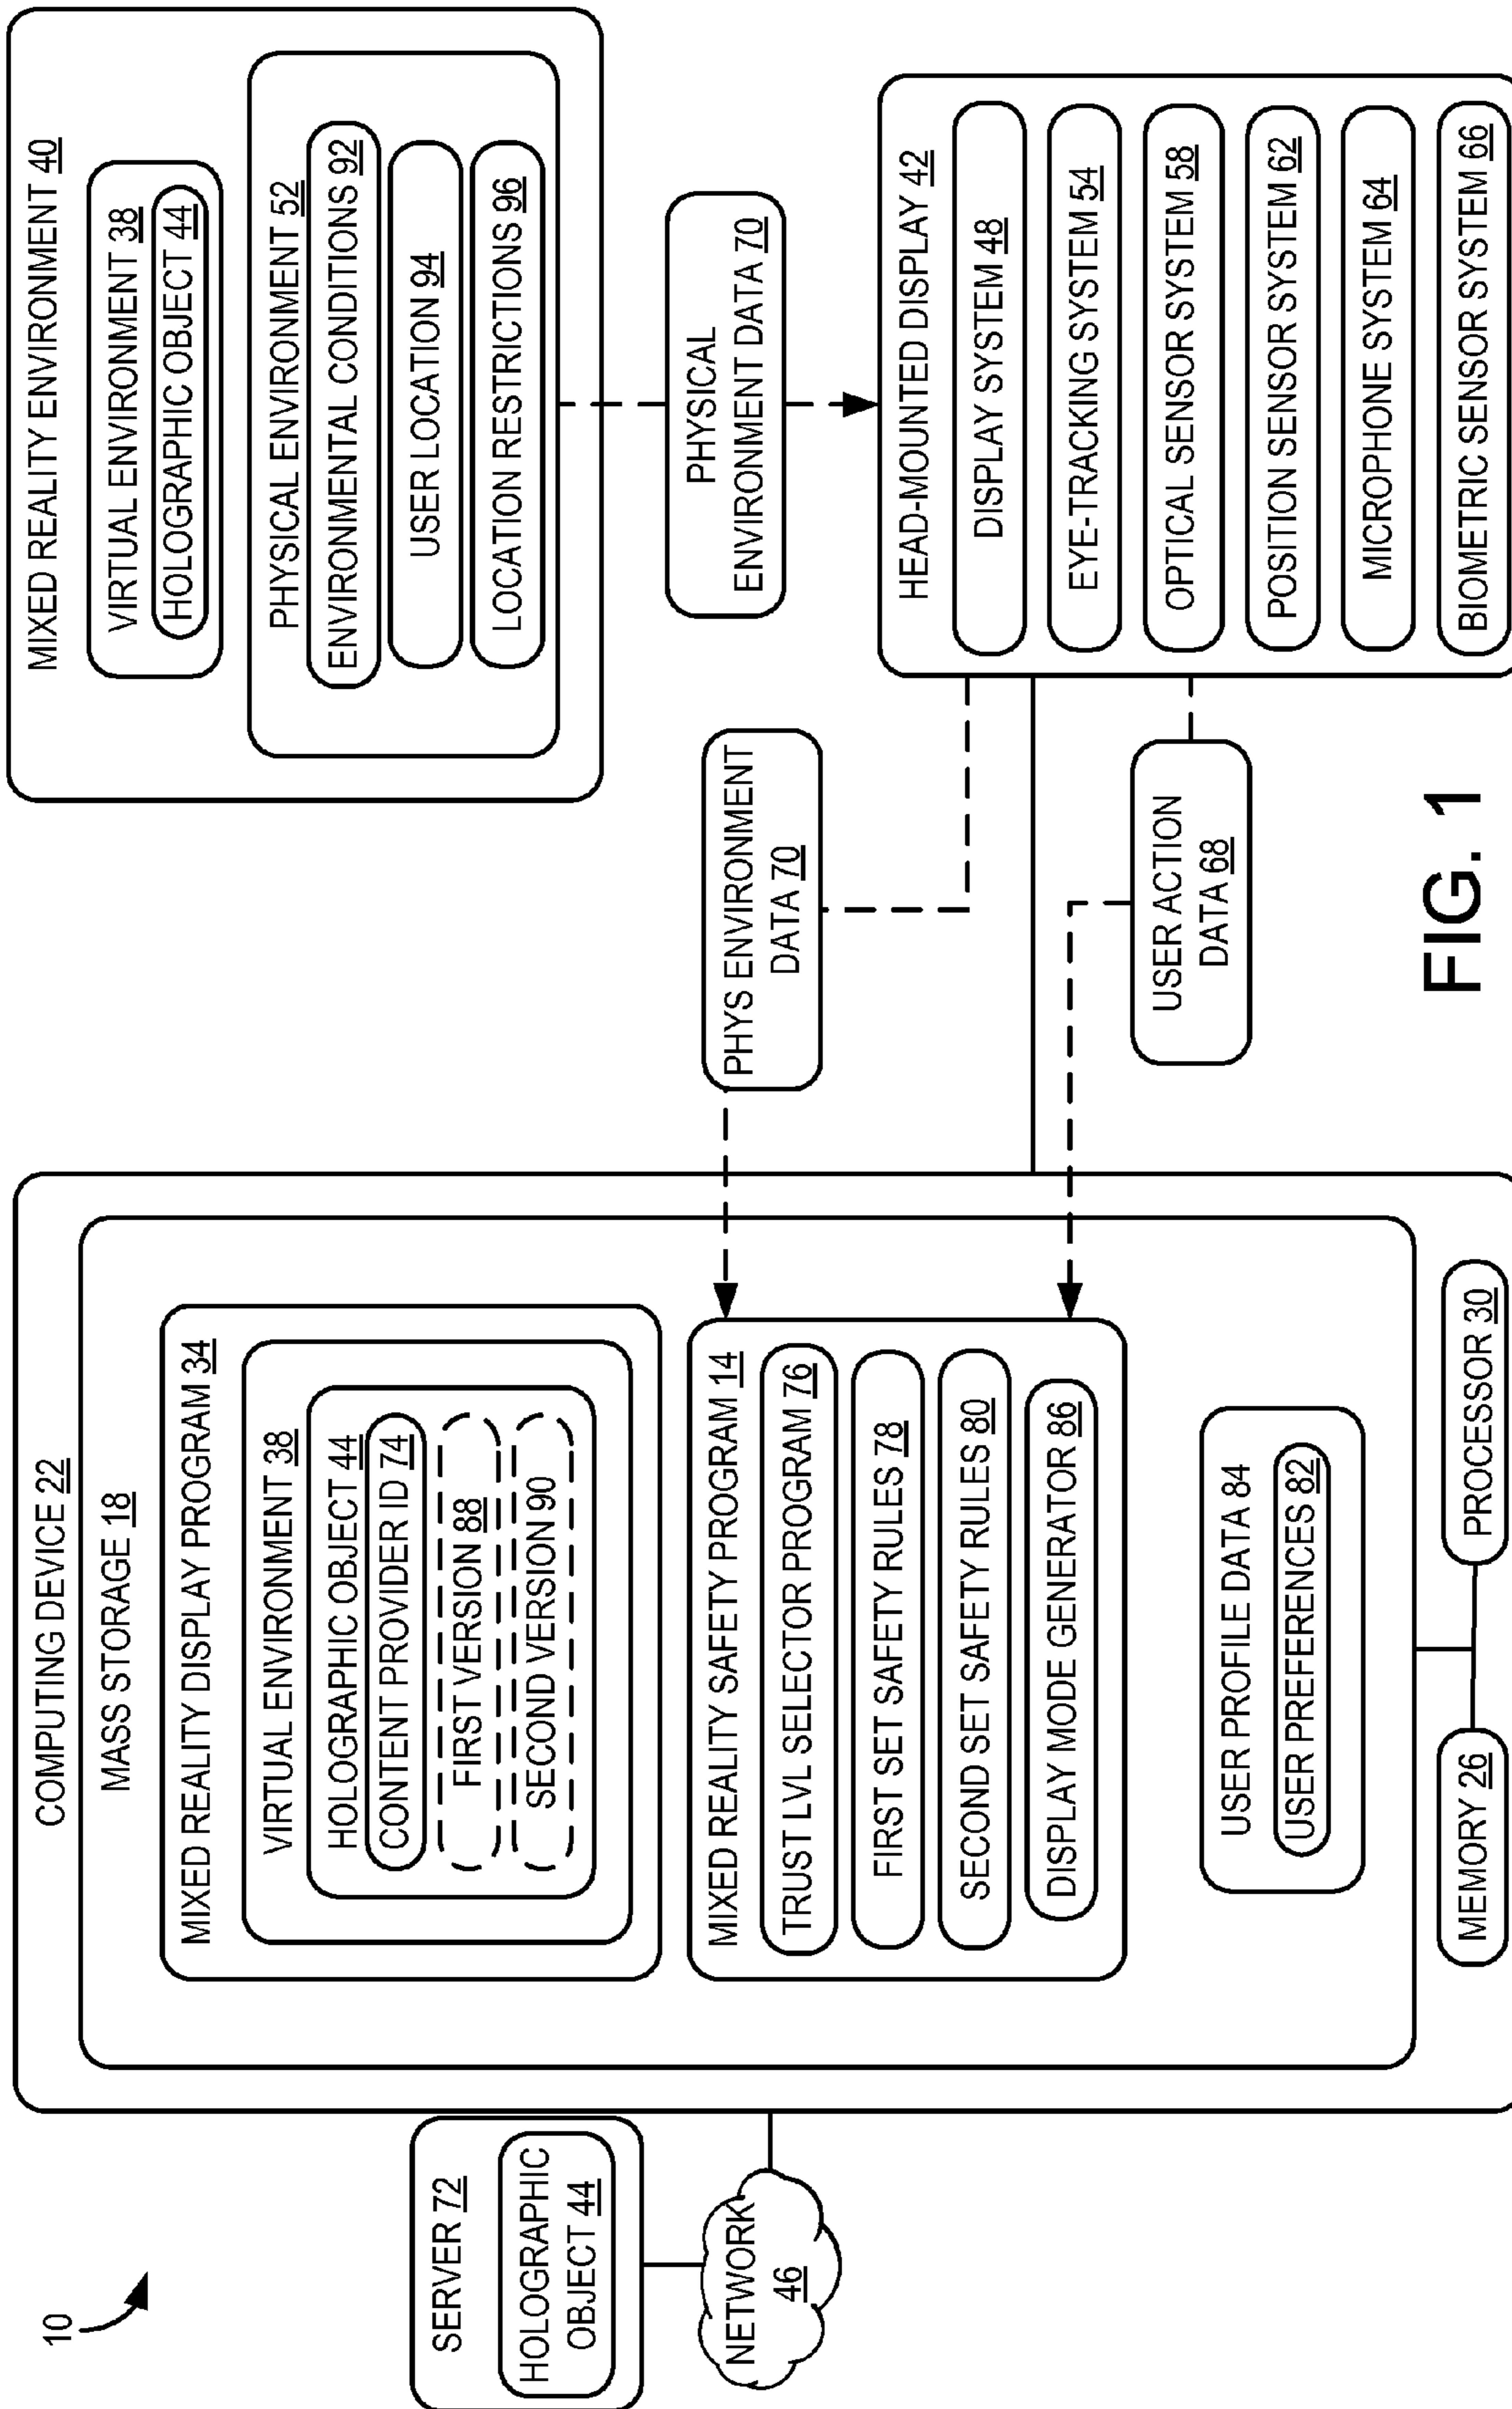 10
SERVER 72
HOLOGRAPHIC
OBJECT 44
NETWORK
46
COMPUTING DEVICE 22
MASS STORAGE 18
MIXED REALITY DISPLAY PROGRAM 34
VIRTUAL ENVIRONMENT 38
HOLOGRAPHIC OBJECT 44
CONTENT PROVIDER ID 74
FIRST VERSION 88
SECOND VERSION 90
MIXED REALITY SAFETY PROGRAM 14
TRUST LVL SELECTOR PROGRAM 76
FIRST SET SAFETY RULES 78
SECOND SET SAFETY RULES 80
DISPLAY MODE GENERATOR 86
USER PROFILE DATA 84
USER PREFERENCES 82
MEMORY 26
PROCESSOR 30
PHYS ENVIRONMENT
DATA 70
USER ACTION
DATA 68
MIXED REALITY ENVIRONMENT 40
VIRTUAL ENVIRONMENT 38
HOLOGRAPHIC OBJECT 44
PHYSICAL ENVIRONMENT 52
ENVIRONMENTAL CONDITIONS 92
USER LOCATION 94
LOCATION RESTRICTIONS 96
PHYSICAL
ENVIRONMENT DATA 70
HEAD-MOUNTED DISPLAY 42
DISPLAY SYSTEM 48
EYE-TRACKING SYSTEM 54
OPTICAL SENSOR SYSTEM 58
POSITION SENSOR SYSTEM 62
MICROPHONE SYSTEM 64
BIOMETRIC SENSOR SYSTEM 66
FIG. 1